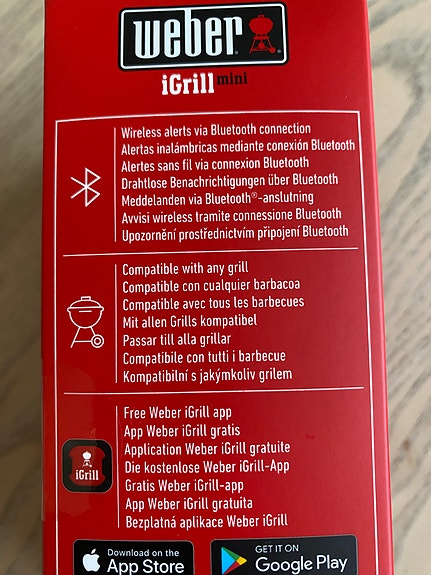 weber
iGrill mini
Wireless alerts via Bluetooth connection
Alertas inalámbricas mediante conexión Bluetooth
Alertes sans fil via connexion Bluetooth
Drahtlose Benachrichtigungen über Bluetooth
Meddelanden via Bluetooth®-anslutning
Avvisi wireless tramite connessione Bluetooth
Upozornění prostřednictvím připojení Bluetooth
Compatible with any grill
Compatible con cualquier barbacoa
Compatible avec tous les barbecues
Mit allen Grills kompatibel
Passar till alla grillar
Compatibile con tutti i barbecue
Kompatibilní s jakýmkoliv grilem
iGrill
Free Weber iGrill app
App Weber iGrill gratis
Application Weber iGrill gratuite
Die kostenlose Weber iGrill-App
Gratis Weber iGrill-app
App Weber iGrill gratuita
Bezplatná aplikace Weber iGrill
Download on the
App Store
GET IT ON
Google Play